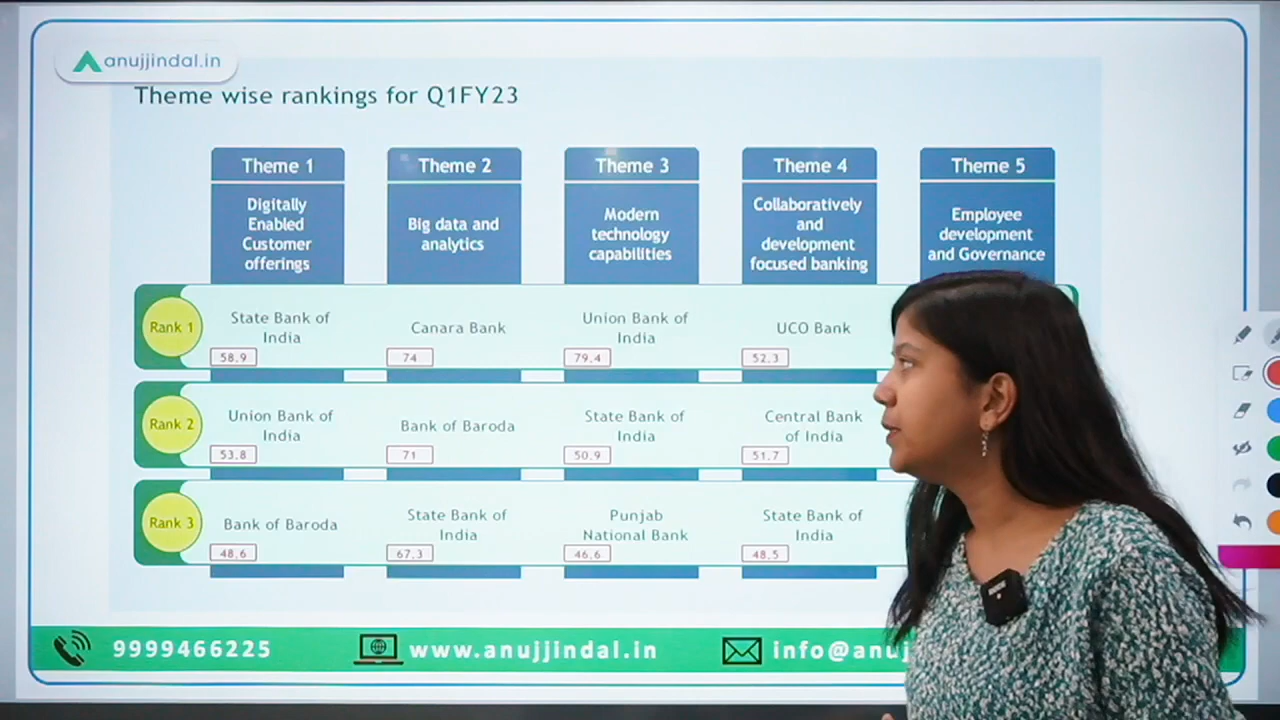 anujjindal.in
Theme wise rankings for Q1FY23
Theme 1
Theme 2
Theme 3
Theme 4
Theme 5
Digitally
Enabled
Customer
offerings
Big data and
analytics
Modern
technology
capabilities
Collaboratively
and
development
focused banking
Employee
development
and Governance
Rank 1
State Bank of
India
58.9
Canara Bank
74
Union Bank of
India
79.4
UCO Bank
52.3
Rank 2
Union Bank of
India
53.8
Bank of Baroda
71
State Bank of
India
50.9
Central Bank
of India
51.7
Rank 3
Bank of Baroda
48.6
State Bank of
India
67.3
Punjab
National Bank
46.6
State Bank of
India
48.5
9999466225
www.anujjindal.in
info@anuj